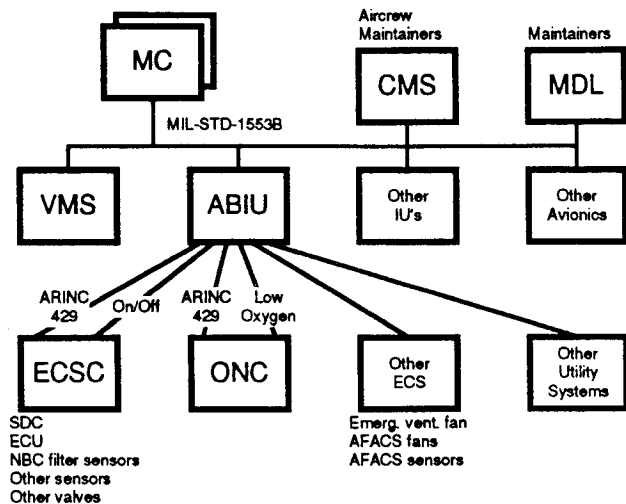 Aircrew
Maintainers
Maintainers
MC
CMS
MDL
MIL-STD-1553B
VMS
ABIU
Other
IU's
Other
Avionics
ARINC
429
On/Off
ARINC
429
Low
Oxygen
ECSC
ONC
Other
ECS
Other
Utility
Systems
SDC
ECU
NBC filter sensors
Other sensors
Other valves
Emerg. vent. fan
AFACS fans
AFACS sensors